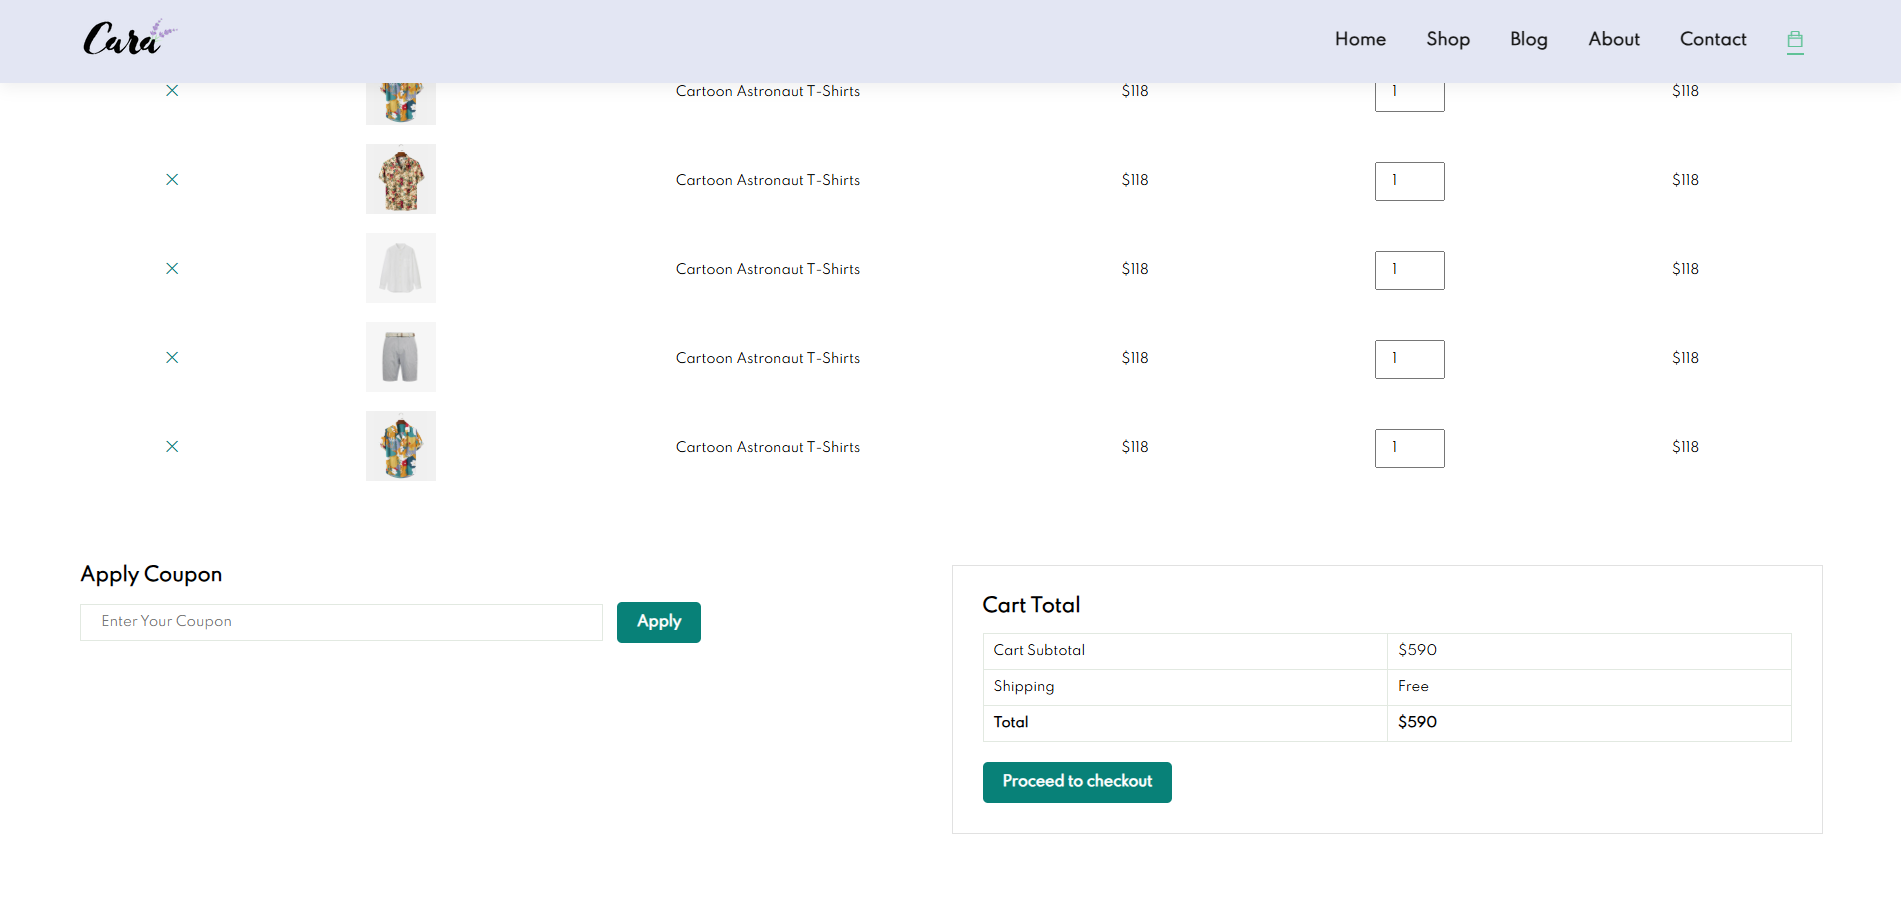 Cara
Home Shop Blog About Contact
Cartoon Astronaut T-Shirts $118 1 $118
Cartoon Astronaut T-Shirts $118 1 $118
Cartoon Astronaut T-Shirts $118 1 $118
Cartoon Astronaut T-Shirts $118 1 $118
Cartoon Astronaut T-Shirts $118 1 $118
Apply Coupon
Enter Your Coupon
Apply
Cart Total
Cart Subtotal $590
Shipping Free
Total $590
Proceed to checkout